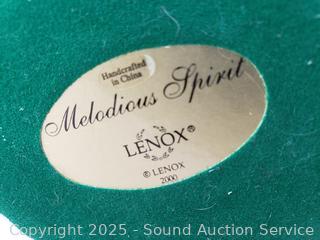 Handcrafted
in China
Melodious Spirit
LENOX®
© LENOX
2000
Copyright 2025 - Sound Auction Service